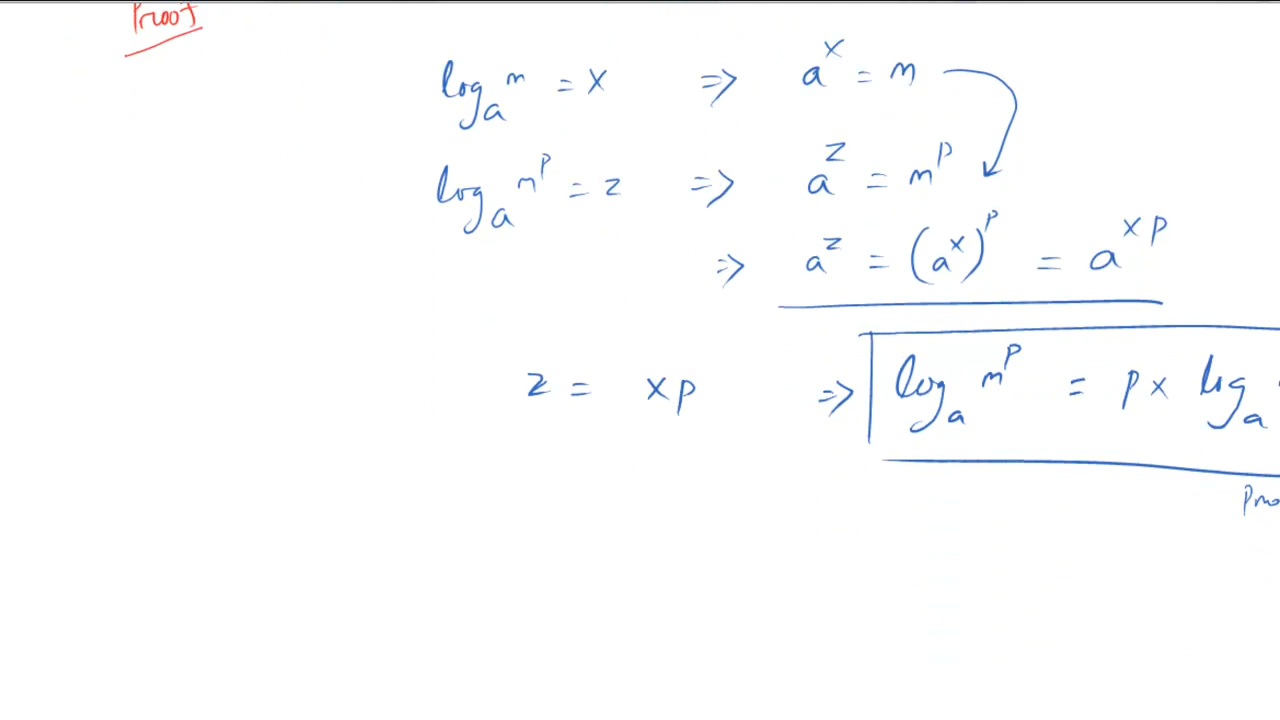 Proof
log_a m = x ⇒ a^x = m
log_a m^p = z ⇒ a^z = m^p
⇒ a^z = (a^x)^p = a^{xp}
z = xp ⇒ log_a m^p = p × log_a